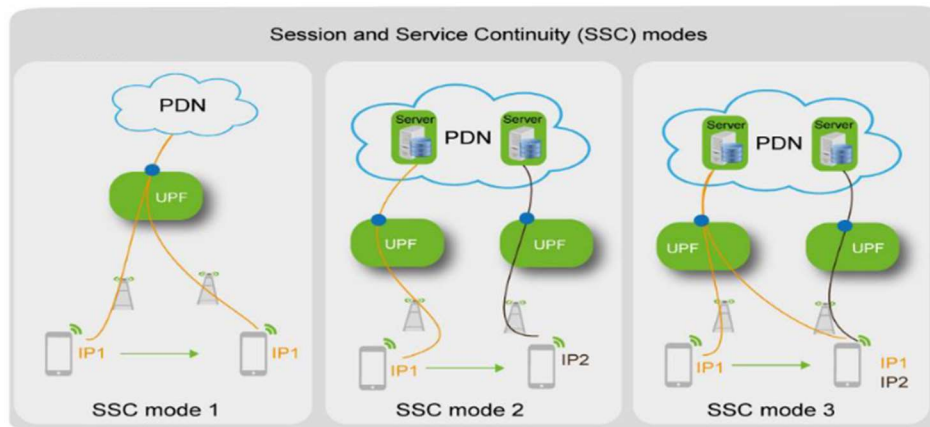 Session and Service Continuity (SSC) modes
PDN
UPF
IP1
IP1
SSC mode 1
Server
PDN
Server
UPF
UPF
IP1
IP2
SSC mode 2
Server
PDN
Server
UPF
UPF
IP1
IP1
IP2
SSC mode 3